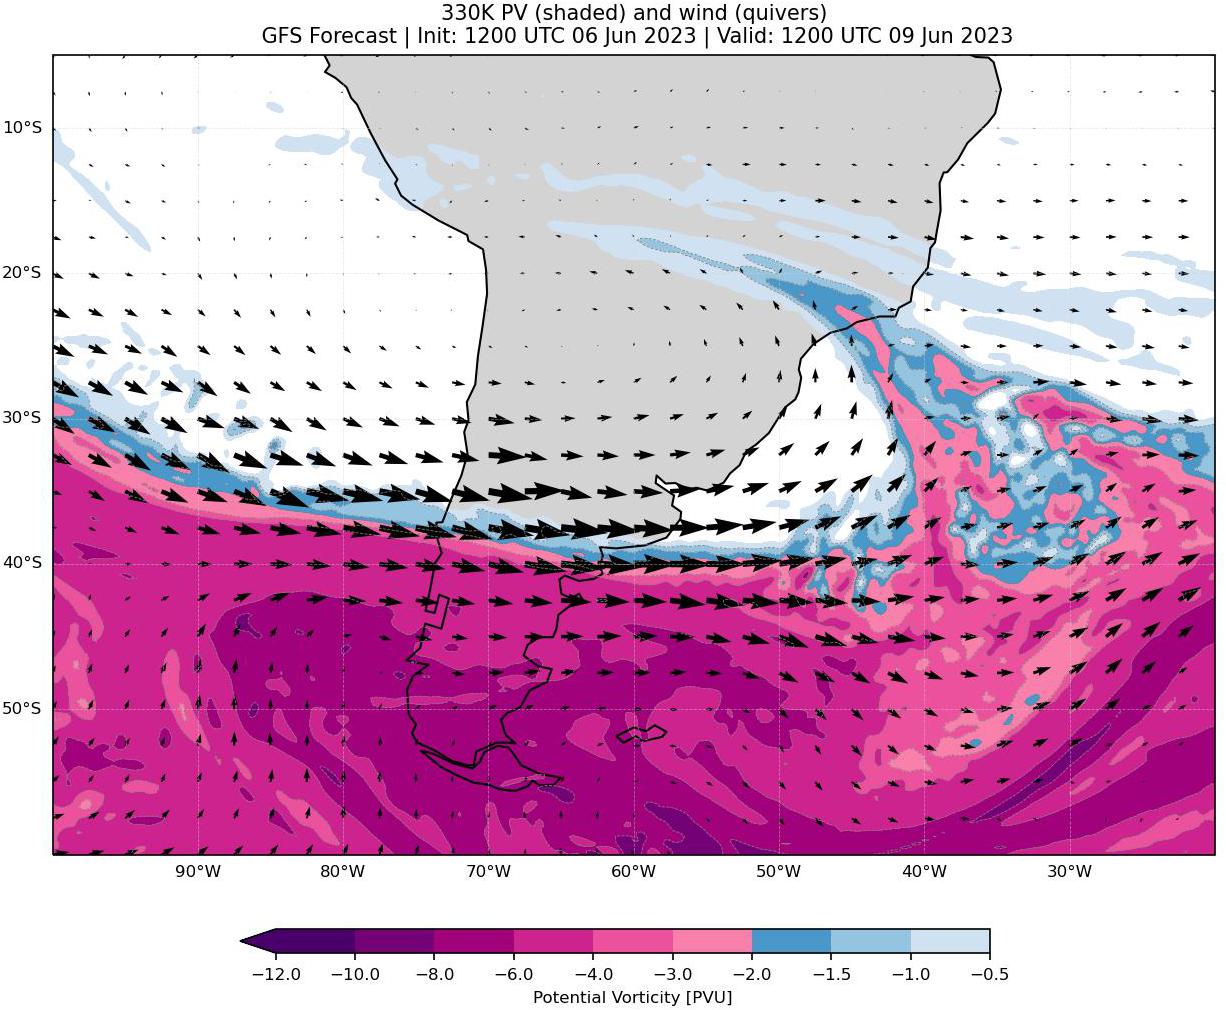 330K PV (shaded) and wind (quivers)
GFS Forecast | Init: 1200 UTC 06 Jun 2023 | Valid: 1200 UTC 09 Jun 2023
10°S
20°S
30°S
40°S
50°S
90°W 80°W 70°W 60°W 50°W 40°W 30°W
−12.0 −10.0 −8.0 −6.0 −4.0 −3.0 −2.0 −1.5 −1.0 −0.5
Potential Vorticity [PVU]